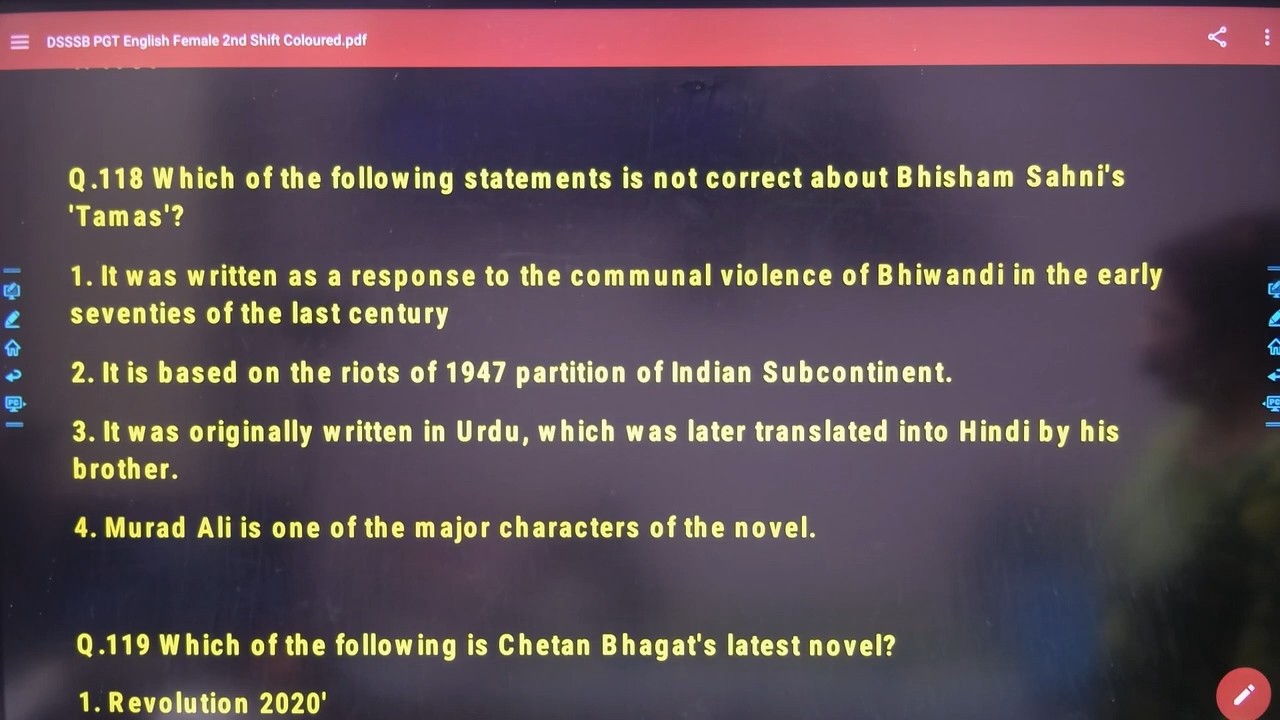 DSSSB PGT English Female 2nd Shift Coloured.pdf
Q.118 Which of the following statements is not correct about Bhisham Sahni's
'Tamas'?
1. It was written as a response to the communal violence of Bhiwandi in the early
seventies of the last century
2. It is based on the riots of 1947 partition of Indian Subcontinent.
3. It was originally written in Urdu, which was later translated into Hindi by his
brother.
4. Murad Ali is one of the major characters of the novel.
Q.119 Which of the following is Chetan Bhagat's latest novel?
1. Revolution 2020'